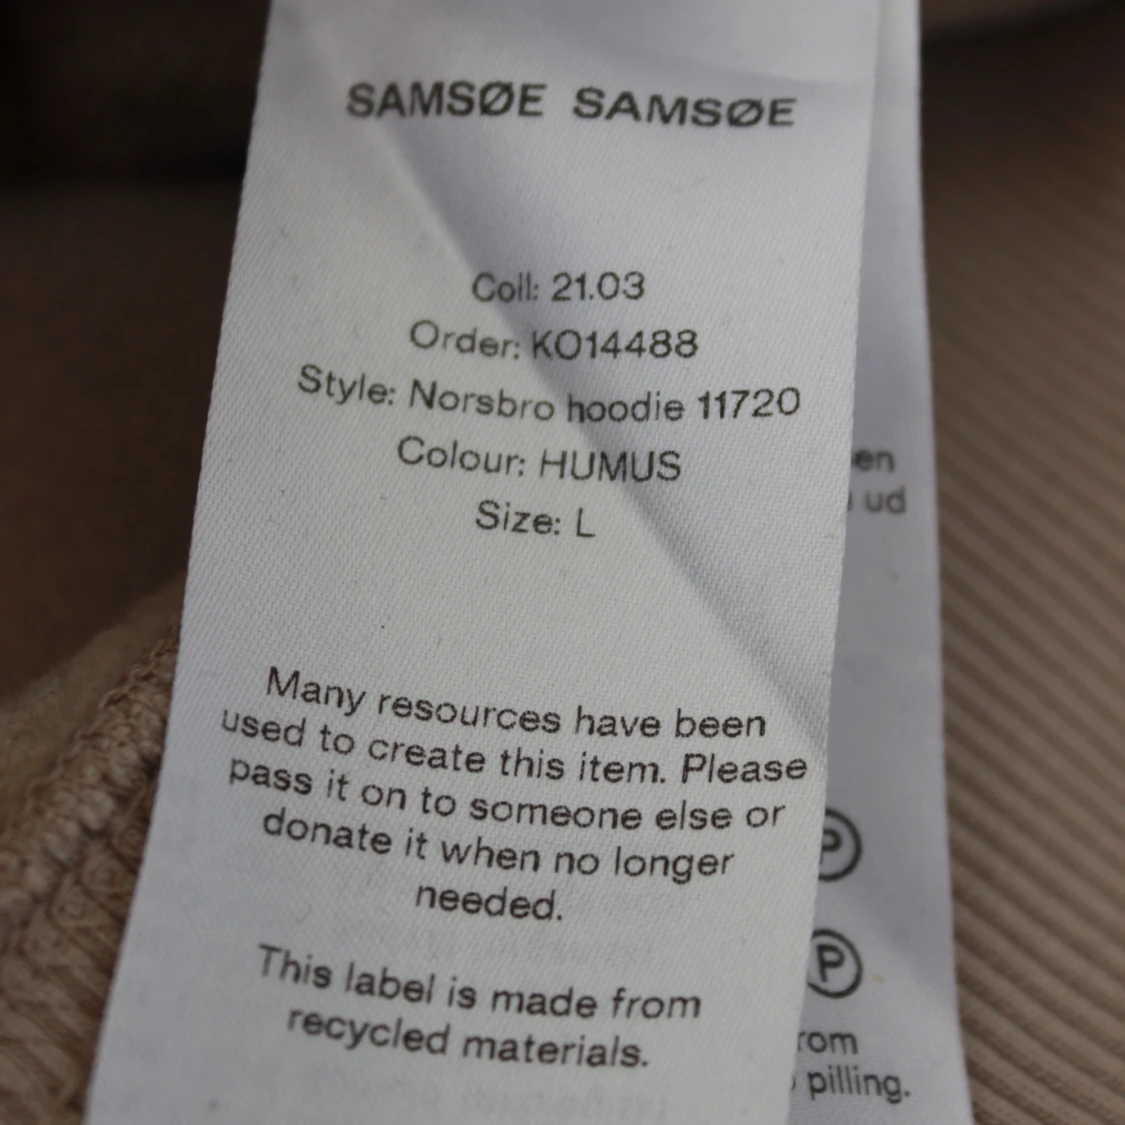 SAMSØE SAMSØE
Coll: 21.03
Order: KO14488
Style: Norsbro hoodie 11720
Colour: HUMUS
Size: L
Many resources have been
used to create this item. Please
pass it on to someone else or
donate it when no longer
needed.
This label is made from
recycled materials.
en
ud
P
P
rom
pilling.